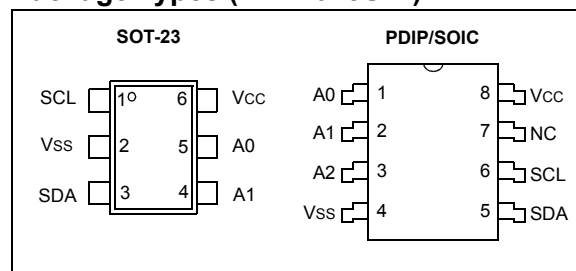 SOT-23
SCL 1 6 VCC
VSS 2 5 A0
SDA 3 4 A1
PDIP/SOIC
A0 1 8 VCC
A1 2 7 NC
A2 3 6 SCL
VSS 4 5 SDA